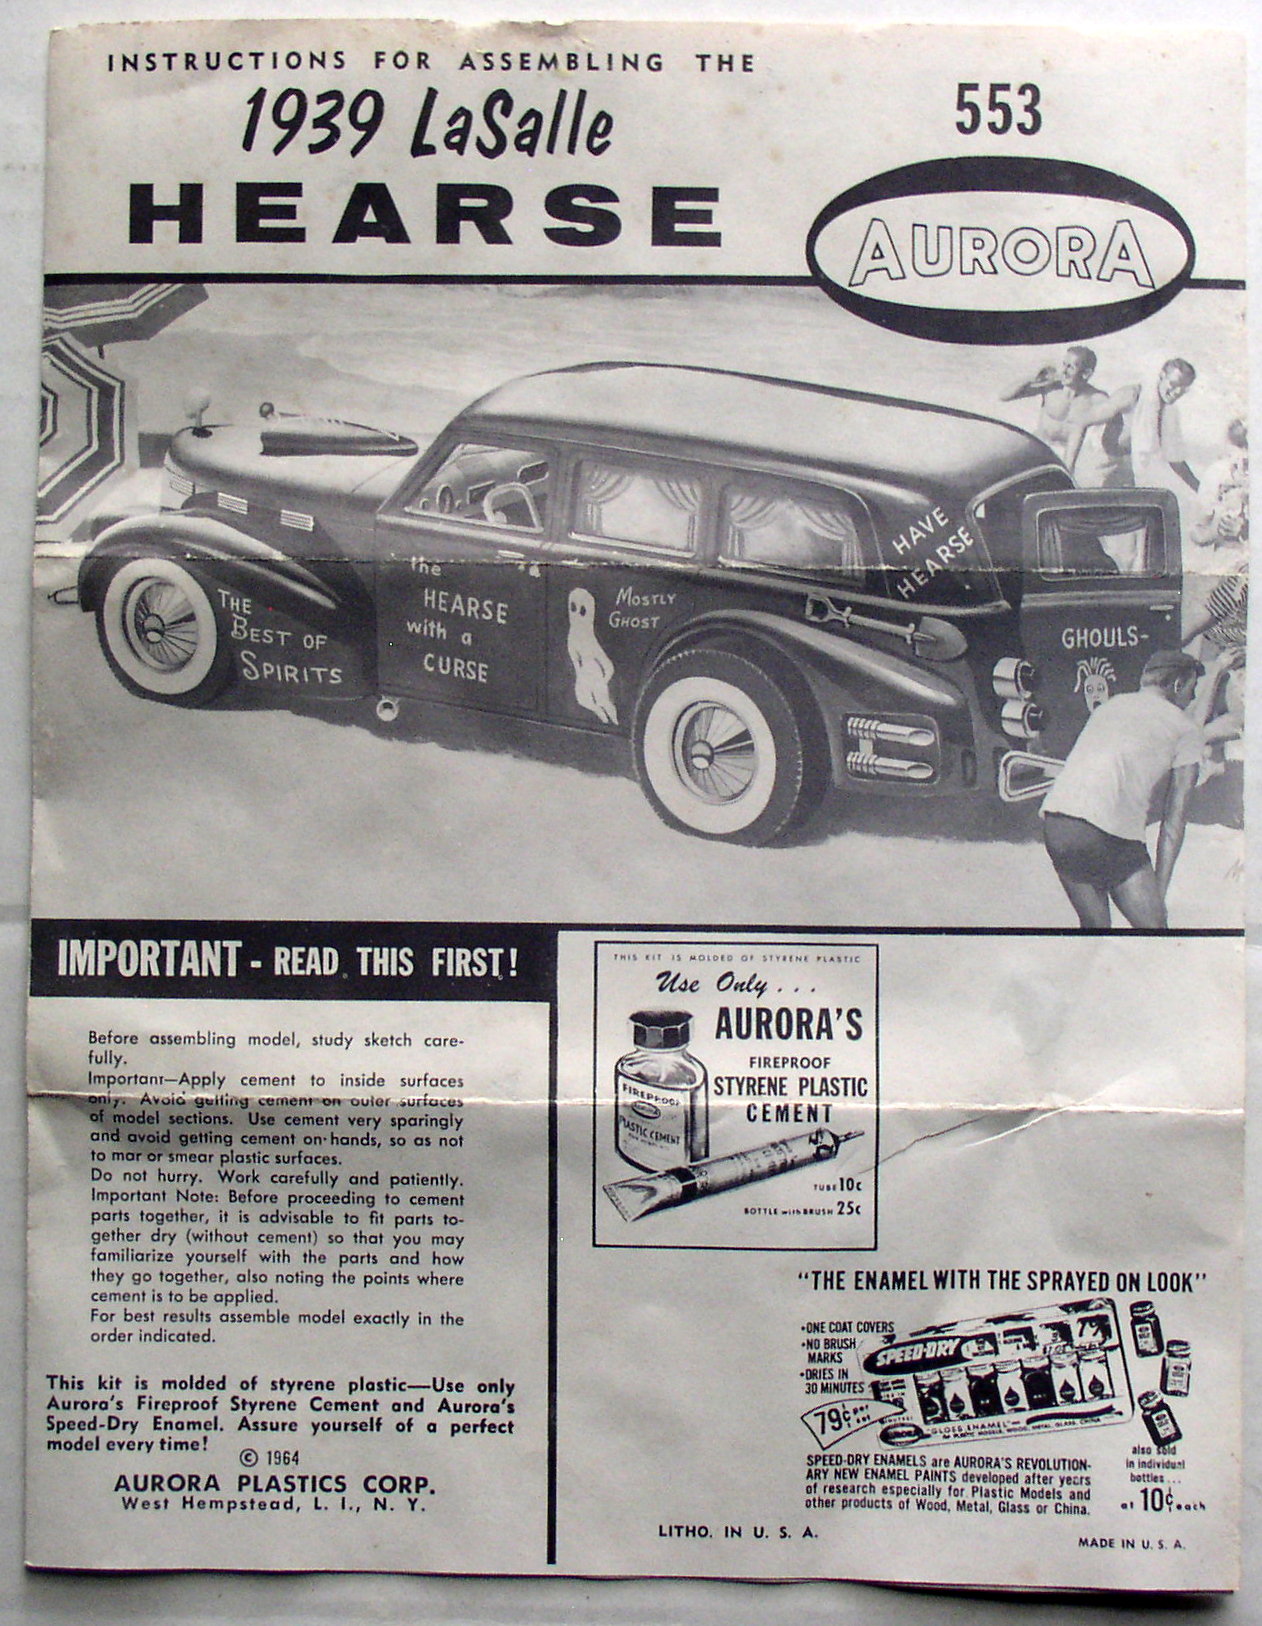 INSTRUCTIONS FOR ASSEMBLING THE
1939 LaSalle
HEARSE
553
AURORA
THE
BEST OF
SPIRITS
the
HEARSE
with a
CURSE
MOSTLY
GHOST
HAVE
HEARSE
GHOULS-
IMPORTANT - READ THIS FIRST!
Before assembling model, study sketch care-
fully.
Important—Apply cement to inside surfaces
only. Avoid getting cement on outer surfaces
of model sections. Use cement very sparingly
and avoid getting cement on hands, so as not
to mar or smear plastic surfaces.
Do not hurry. Work carefully and patiently.
Important Note: Before proceeding to cement
parts together, it is advisable to fit parts to-
gether dry (without cement) so that you may
familiarize yourself with the parts and how
they go together, also noting the points where
cement is to be applied.
For best results assemble model exactly in the
order indicated.
This kit is molded of styrene plastic—Use only
Aurora's Fireproof Styrene Cement and Aurora's
Speed-Dry Enamel. Assure yourself of a perfect
model every time!
© 1964
AURORA PLASTICS CORP.
West Hempstead, L. I., N. Y.
THIS KIT IS MOLDED OF STYRENE PLASTIC
Use Only...
AURORA'S
FIREPROOF
STYRENE PLASTIC
CEMENT
FIREPROOF
AURORA
PLASTIC CEMENT
TUBE 10¢
BOTTLE with BRUSH 25¢
"THE ENAMEL WITH THE SPRAYED ON LOOK"
•ONE COAT COVERS
•NO BRUSH
MARKS
•DRIES IN
30 MINUTES
SPEED-DRY
79¢
79¢ per
set
AURORA
GLOSS ENAMEL
SPEED-DRY ENAMELS are AURORA'S REVOLUTION-
ARY NEW ENAMEL PAINTS developed after years
of research especially for Plastic Models and
other products of Wood, Metal, Glass or China.
also sold
in individual
bottles...
at 10¢ each
LITHO. IN U. S. A.
MADE IN U. S. A.